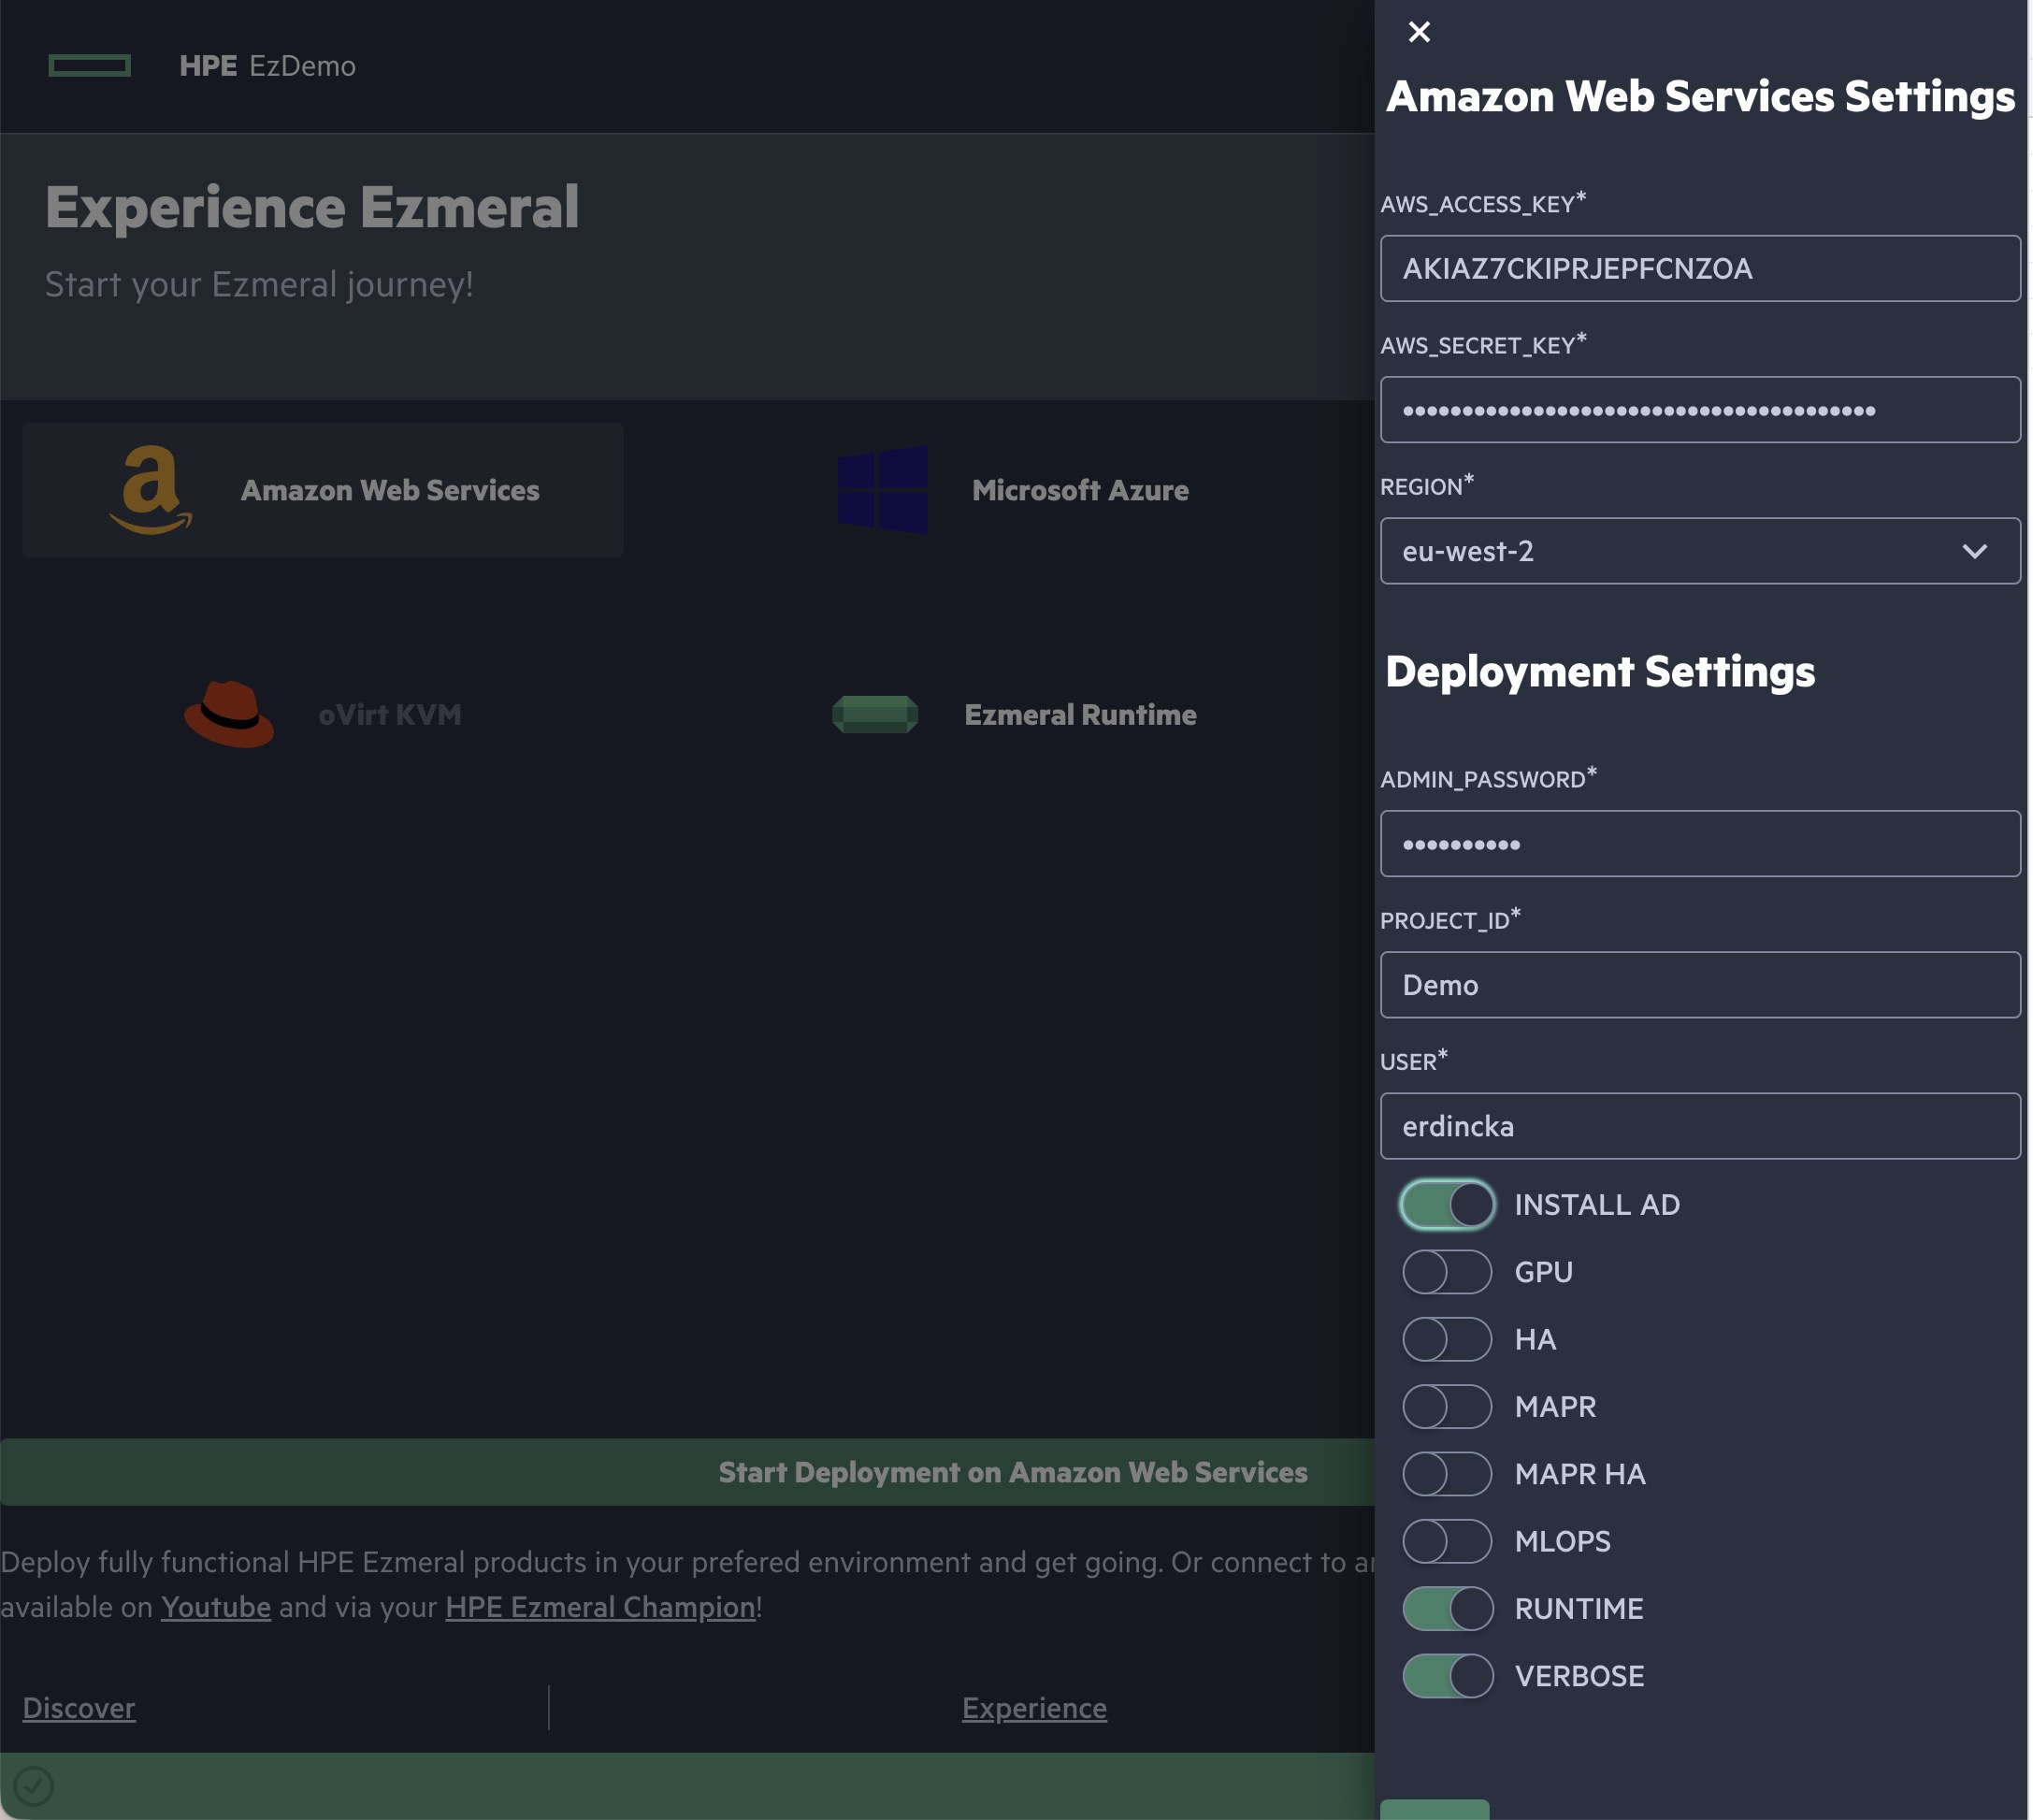 HPE EzDemo
Experience Ezmeral
Start your Ezmeral journey!
Amazon Web Services
Microsoft Azure
oVirt KVM
Ezmeral Runtime
Start Deployment on Amazon Web Services
Deploy fully functional HPE Ezmeral products in your prefered environment and get going. Or connect to
available on Youtube and via your HPE Ezmeral Champion!
Discover
Experience
Amazon Web Services Settings
AWS_ACCESS_KEY*
AKIAZ7CKIPRJEPFCNZOA
AWS_SECRET_KEY*
••••••••••••••••••••••••••••••••••••••••
REGION*
eu-west-2
Deployment Settings
ADMIN_PASSWORD*
••••••••••
PROJECT_ID*
Demo
USER*
erdincka
INSTALL AD
GPU
HA
MAPR
MAPR HA
MLOPS
RUNTIME
VERBOSE